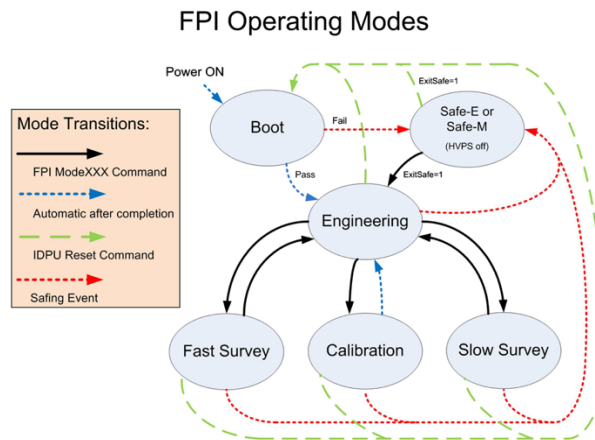 FPI Operating Modes
Power ON
ExitSafe=1
Mode Transitions:
FPI ModeXXX Command
Automatic after completion
IDPU Reset Command
Safing Event
Boot
Fail
Safe-E or
Safe-M
(HVPS off)
Pass
ExitSafe=1
Engineering
Fast Survey
Calibration
Slow Survey